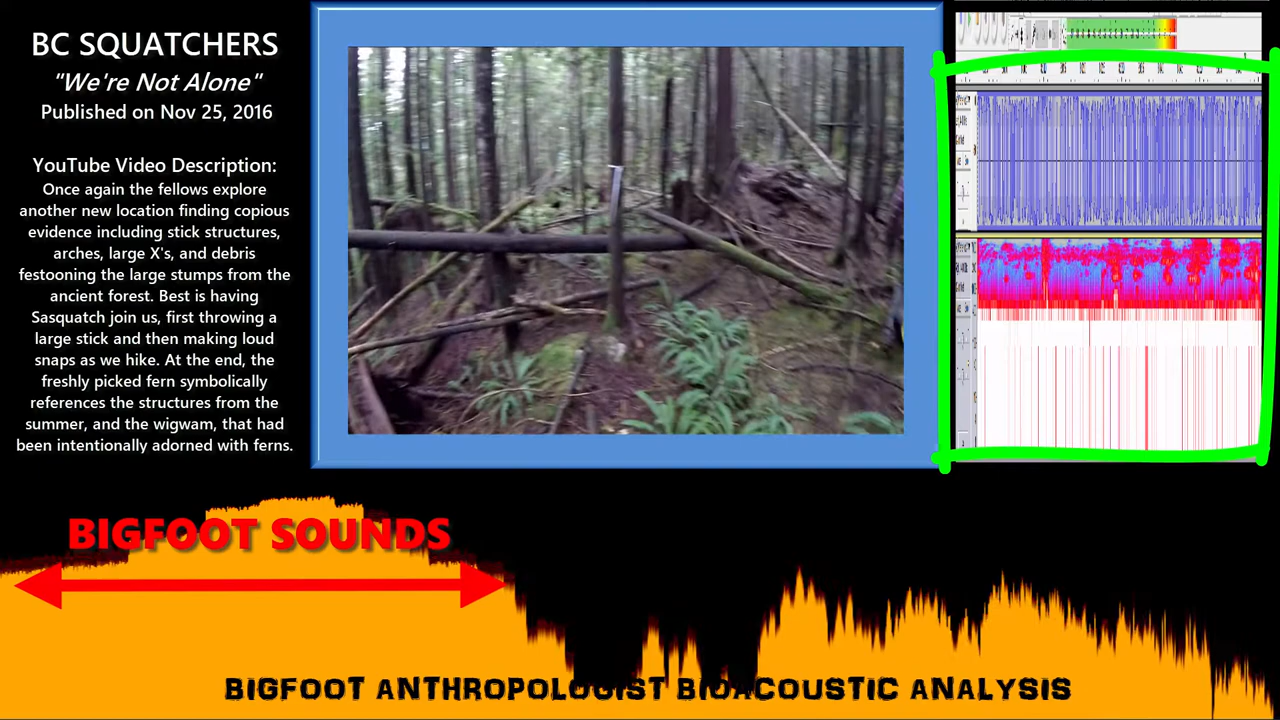 BC SQUATCHERS
"We're Not Alone"
Published on Nov 25, 2016
YouTube Video Description:
Once again the fellows explore
another new location finding copious
evidence including stick structures,
arches, large X's, and debris
festooning the large stumps from the
ancient forest. Best is having
Sasquatch join us, first throwing a
large stick and then making loud
snaps as we hike. At the end, the
freshly picked fern symbolically
references the structures from the
summer, and the wigwam, that had
been intentionally adorned with ferns.
BIGFOOT SOUNDS
BIGFOOT ANTHROPOLOGIST BIOACOUSTIC ANALYSIS